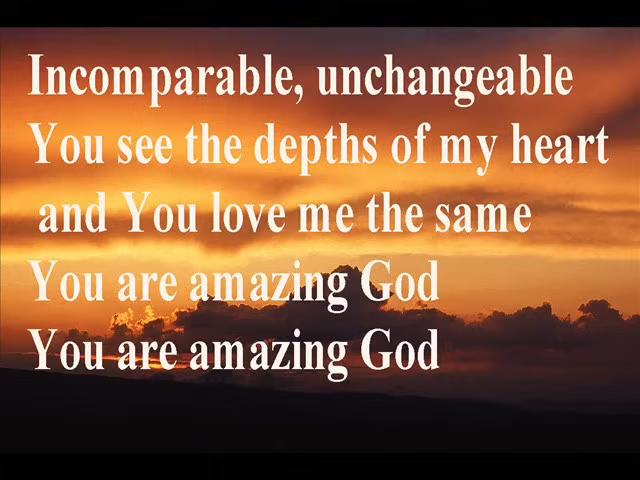 Incomparable, unchangeable
You see the depths of my heart
and You love me the same
You are amazing God
You are amazing God